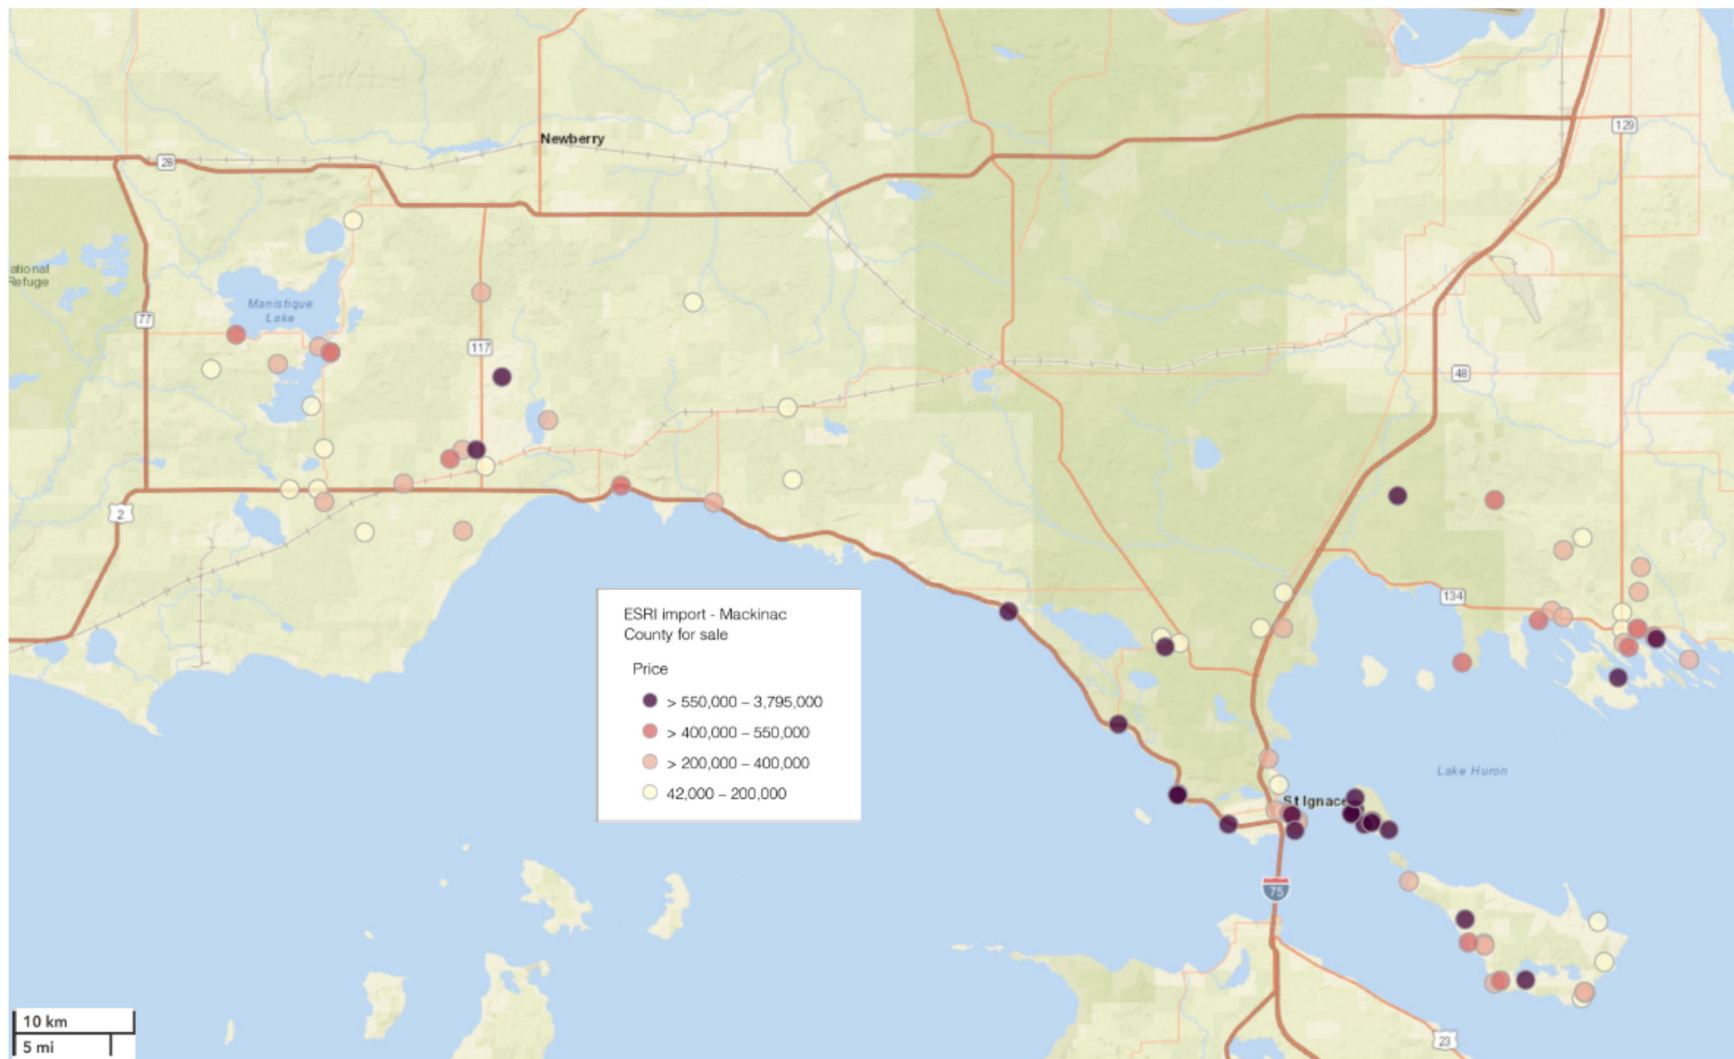 Newberry
28
129
ational
Refuge
Manistique
Lake
77
117
48
2
134
ESRI import - Mackinac
County for sale
Price
> 550,000 – 3,795,000
> 400,000 – 550,000
> 200,000 – 400,000
42,000 – 200,000
Lake Huron
St Ignace
75
10 km
5 mi
23